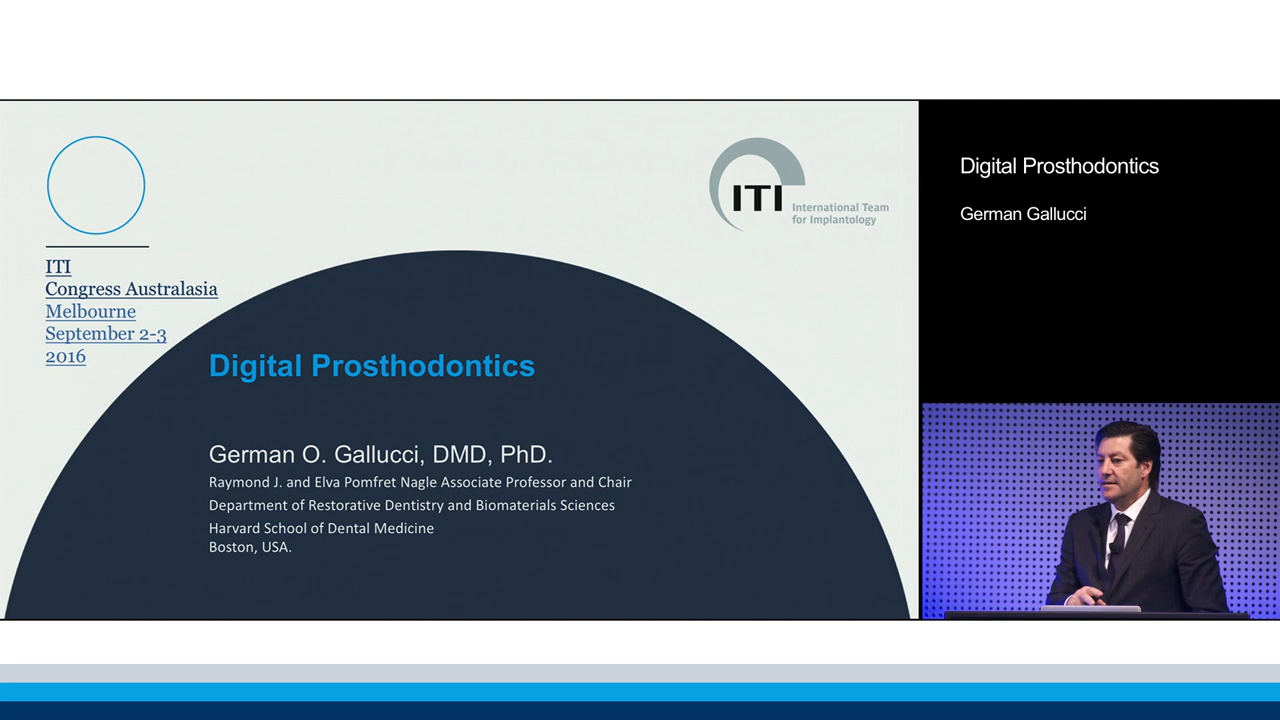 ITI
Congress Australasia
Melbourne
September 2-3
2016
ITI
International Team
for Implantology
Digital Prosthodontics
German O. Gallucci, DMD, PhD.
Raymond J. and Elva Pomfret Nagle Associate Professor and Chair
Department of Restorative Dentistry and Biomaterials Sciences
Harvard School of Dental Medicine
Boston, USA.
Digital Prosthodontics
German Gallucci